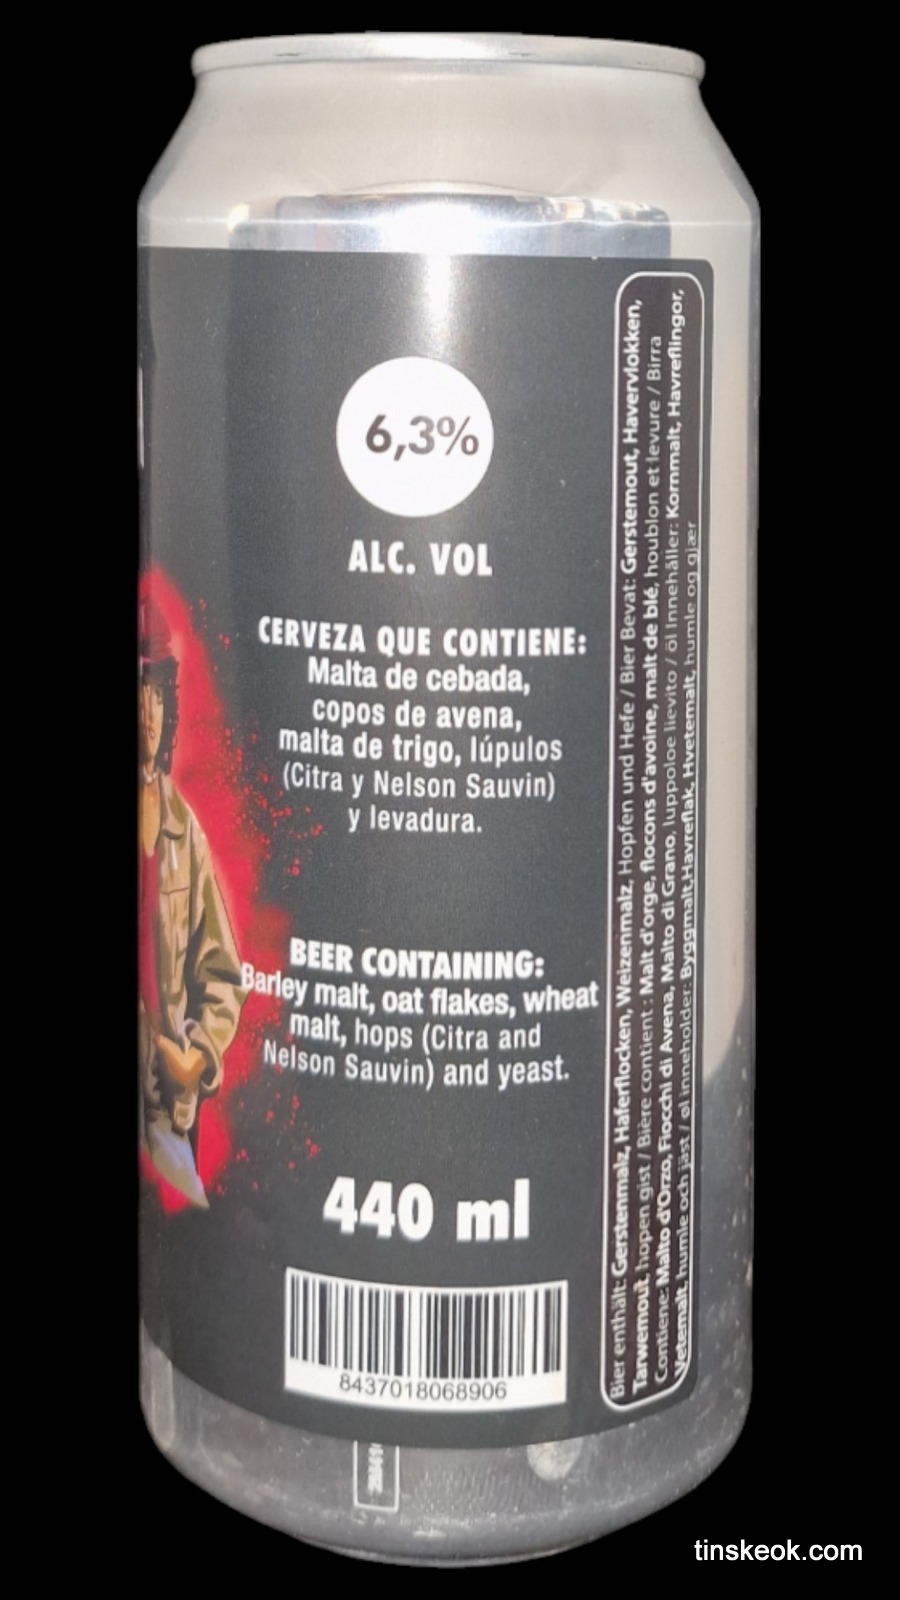 6,3%
ALC. VOL
CERVEZA QUE CONTIENE:
Malta de cebada,
copos de avena,
malta de trigo, lúpulos
(Citra y Nelson Sauvin)
y levadura.
BEER CONTAINING:
Barley malt, oat flakes, wheat
malt, hops (Citra and
Nelson Sauvin) and yeast.
440 ml
8437018068906
Bier enthält: Gerstenmalz, Haferflocken, Weizenmalz, Hopfen und Hefe / Bier Bevat: Gerstemout, Havervlokken,
Tarwemout, hopen gist / Bière contient : Malt d'orge, flocons d'avoine, malt de blé, houblon et levure / Birra
Contiene: Malto d'Orzo, Fiocchi di Avena, Malto di Grano, luppoloe lievito / öl Innehåller: Kornmalt, Havreflingor,
Vetemalt, humle och jäst / øl inneholder: Byggmalt,Havreflak, Hvetemalt, humle og gjær
tinskeok.com